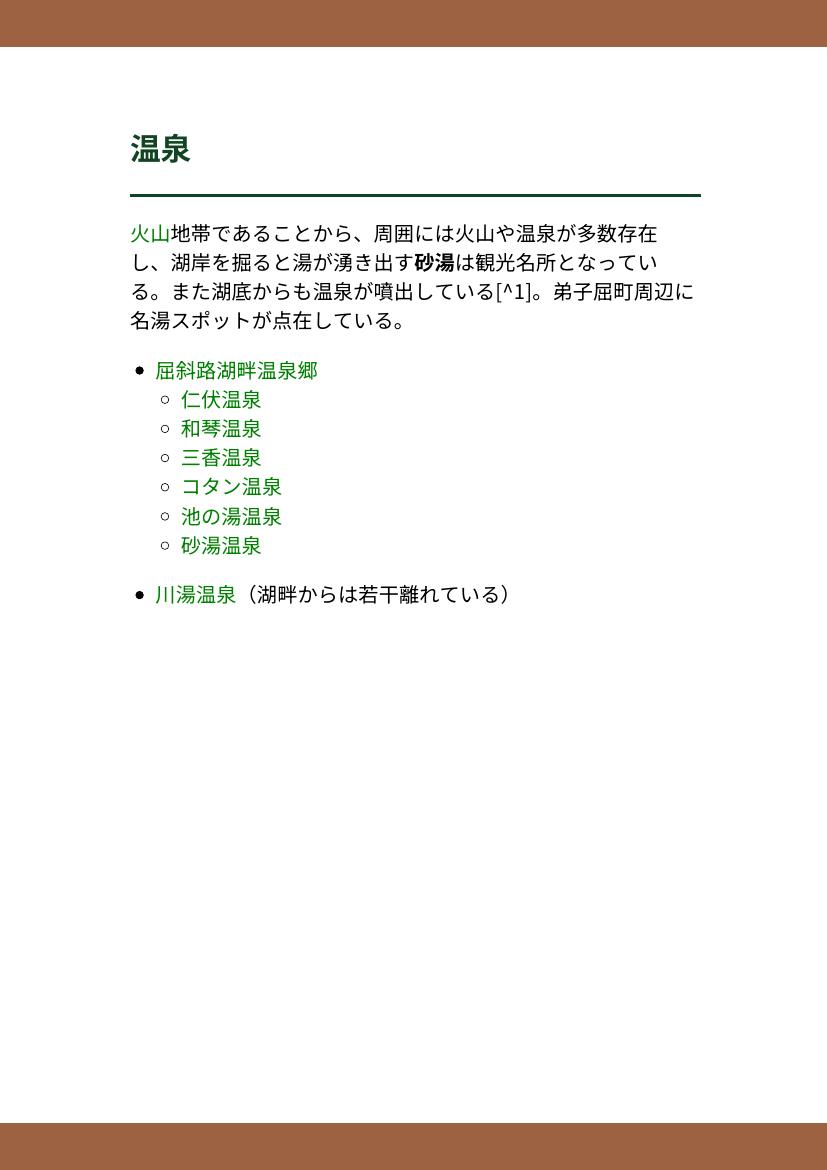 温泉
火山地帯であることから、周囲には火山や温泉が多数存在
し、湖岸を掘ると湯が湧き出す砂湯は観光名所となってい
る。また湖底からも温泉が噴出している[^1]。弟子屈町周辺に
名湯スポットが点在している。
屈斜路湖畔温泉郷
仁伏温泉
和琴温泉
三香温泉
コタン温泉
池の湯温泉
砂湯温泉
川湯温泉（湖畔からは若干離れている）